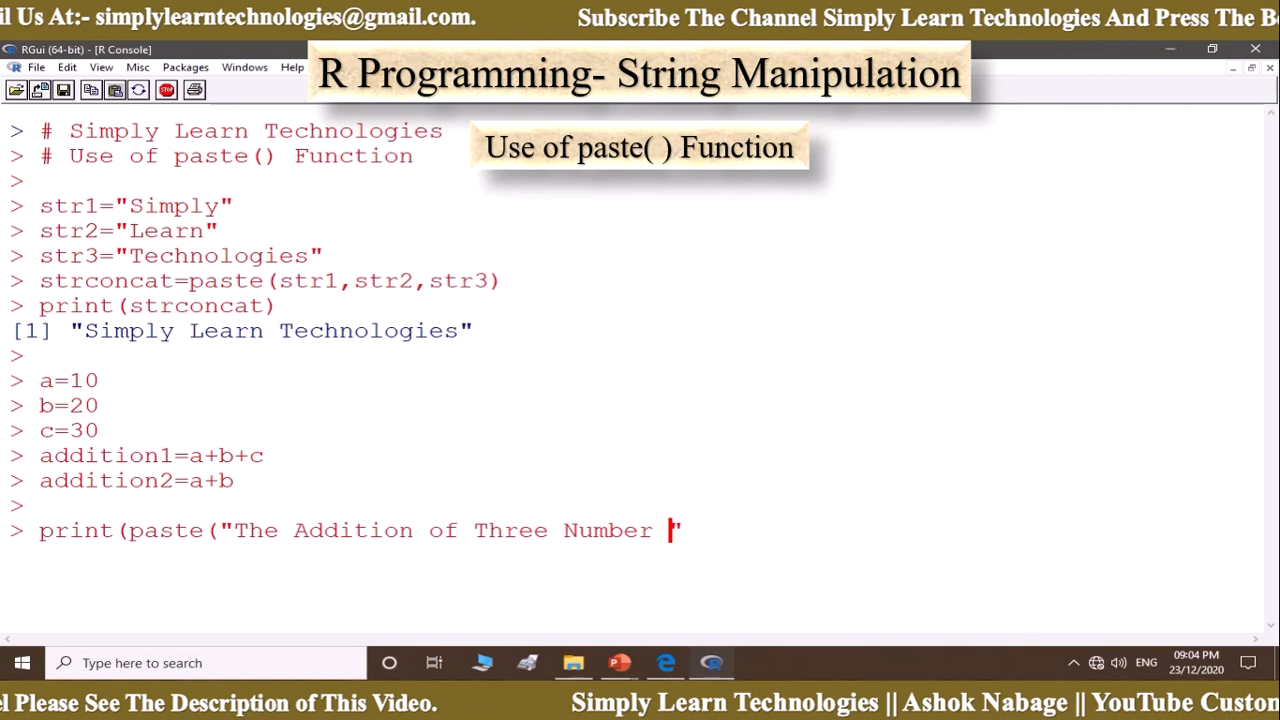 il Us At:- simplylearntechnologies@gmail.com. Subscribe The Channel Simply Learn Technologies And Press The Be
RGui (64-bit) - [R Console]
R Programming- String Manipulation
File Edit View Misc Packages Windows Help
Use of paste( ) Function
> # Simply Learn Technologies
> # Use of paste() Function
>
> str1="Simply"
> str2="Learn"
> str3="Technologies"
> strconcat=paste(str1,str2,str3)
> print(strconcat)
[1] "Simply Learn Technologies"
>
> a=10
> b=20
> c=30
> addition1=a+b+c
> addition2=a+b
>
> print(paste("The Addition of Three Number "
Type here to search
ENG
09:04 PM
23/12/2020
el Please See The Description of This Video. Simply Learn Technologies || Ashok Nabage || YouTube Custom